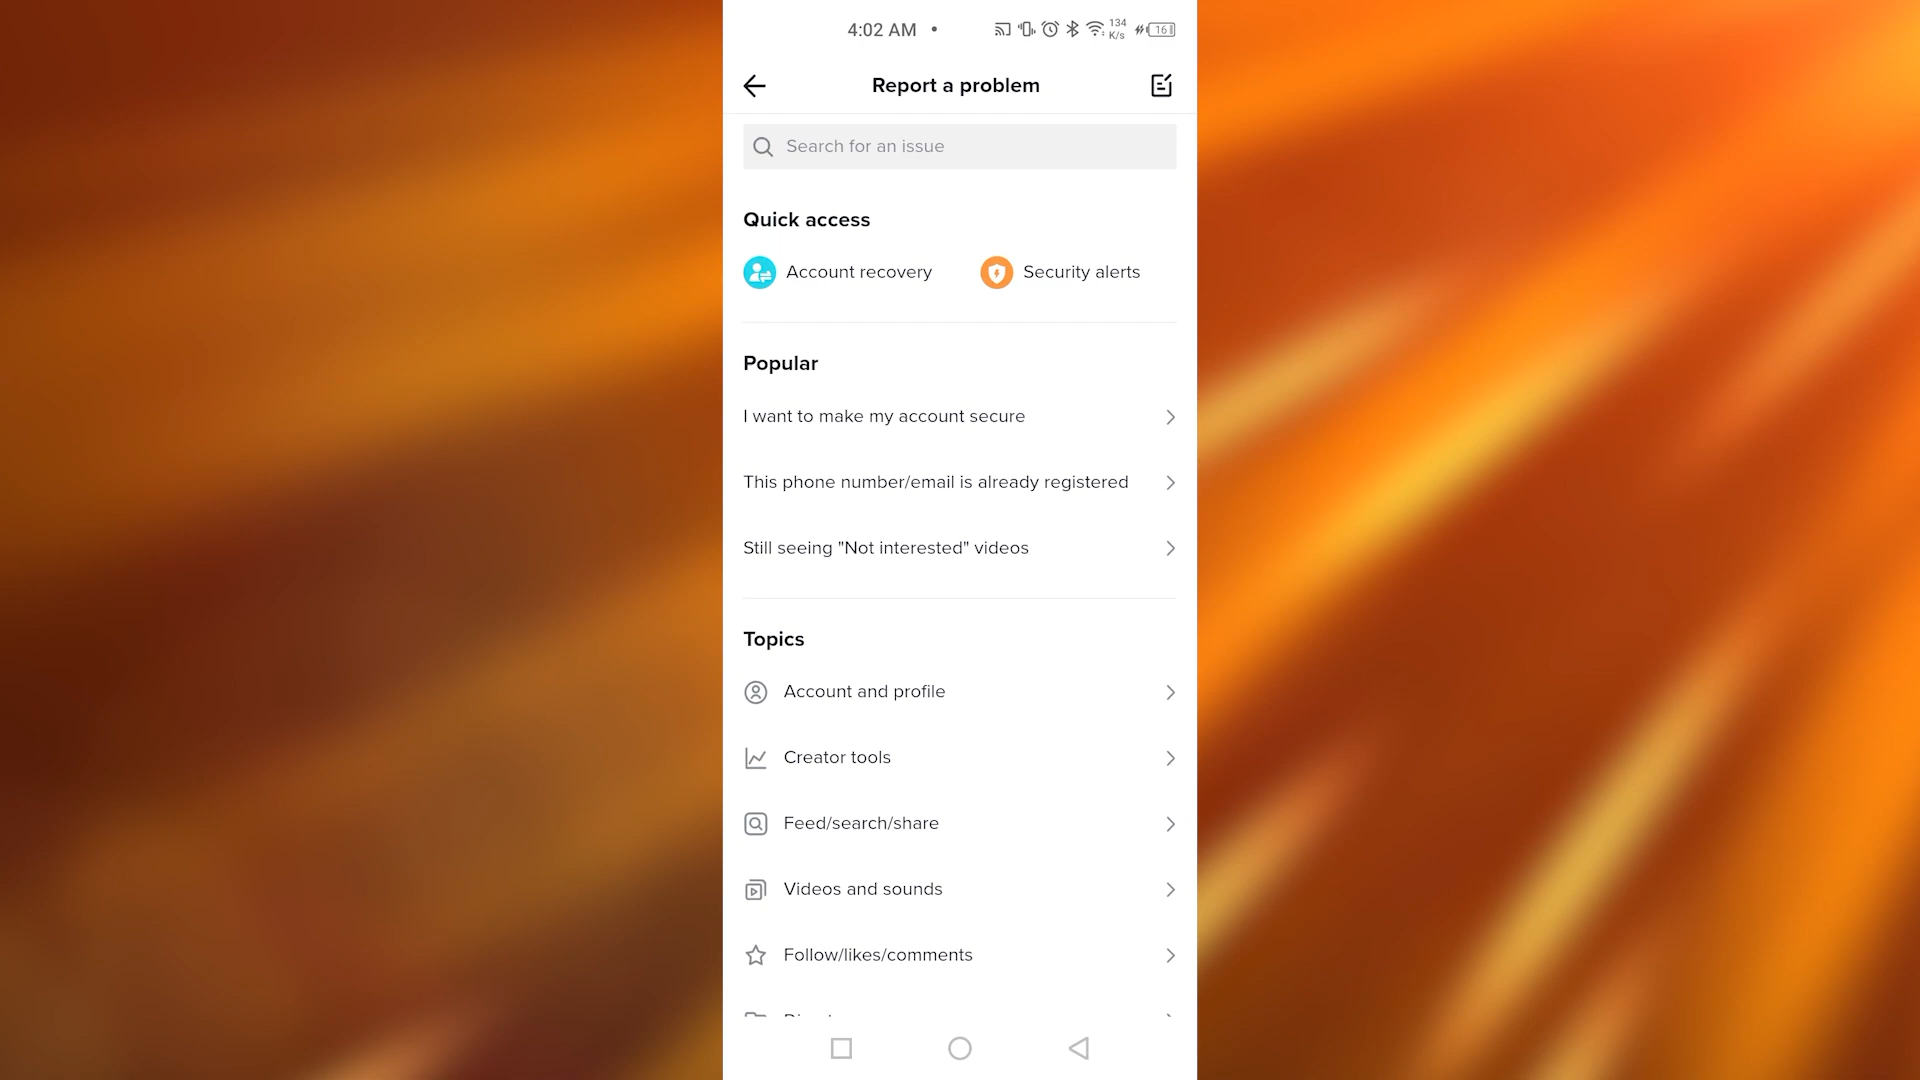 4:02 AM
134
K/s
16
Report a problem
Search for an issue
Quick access
Account recovery
Security alerts
Popular
I want to make my account secure
This phone number/email is already registered
Still seeing "Not interested" videos
Topics
Account and profile
Creator tools
Feed/search/share
Videos and sounds
Follow/likes/comments